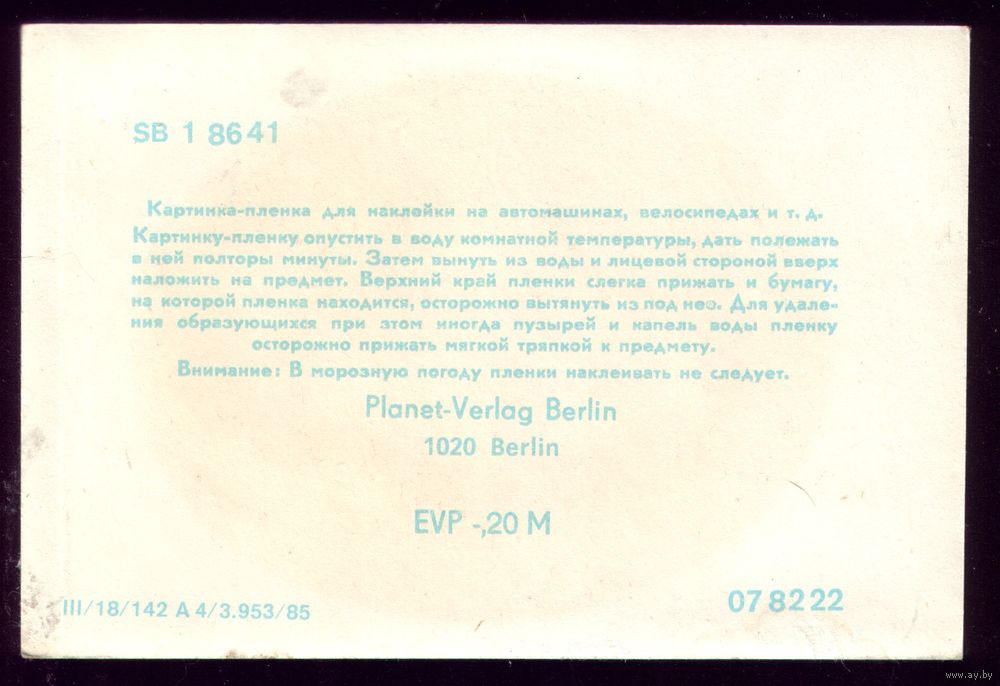 SB 1 8641
Картинка-пленка для наклейки на автомашинах, велосипедах и т. д.
Картинку-пленку опустить в воду комнатной температуры, дать полежать
в ней полторы минуты. Затем вынуть из воды и лицевой стороной вверх
наложить на предмет. Верхний край пленки слегка прижать и бумагу,
на которой пленка находится, осторожно вытянуть из под нео. Для удале-
ния образующихся при этом иногда пузырей и капель воды пленку
осторожно прижать мягкой тряпкой к предмету.
Внимание: В морозную погоду пленки наклеивать не следует.
Planet-Verlag Berlin
1020 Berlin
EVP -,20 M
III/18/142 A 4/3.953/85
07 82 22
www.ay.by